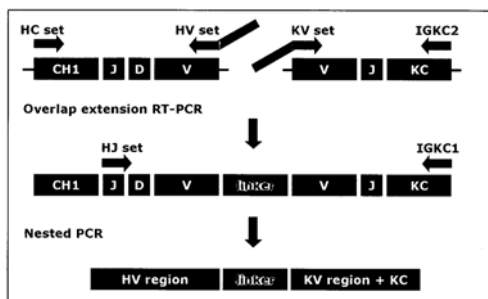 HC set HV set KV set IGKC2
CH1 J D V V J KC
Overlap extension RT-PCR
HJ set IGKC1
CH1 J D V linker V J KC
Nested PCR
HV region linker KV region + KC